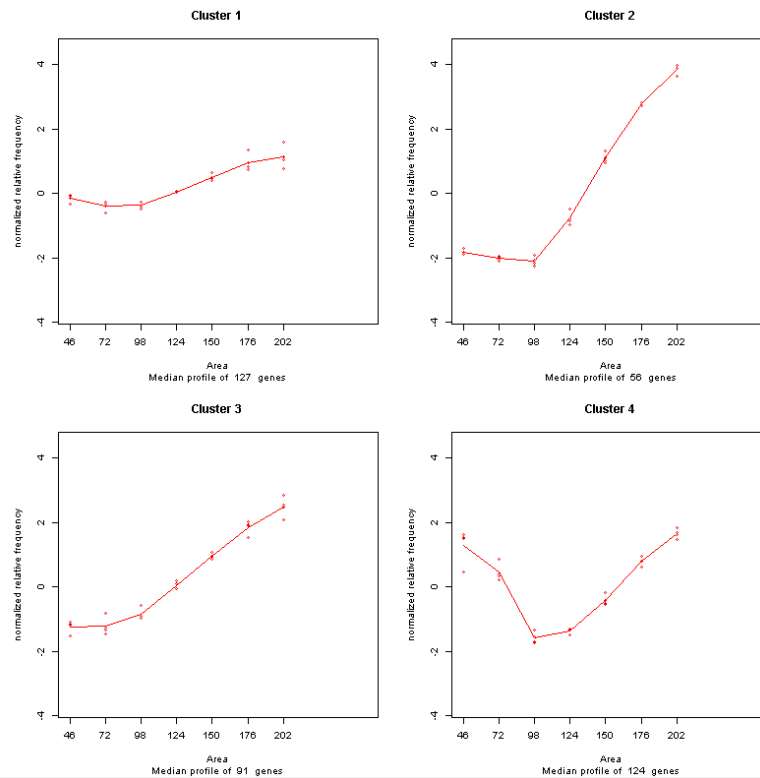 Cluster 1
normalized relative frequency
4
2
0
-2
-4
46 72 98 124 150 176 202
Area
Median profile of 127 genes
Cluster 2
normalized relative frequency
4
2
0
-2
-4
46 72 98 124 150 176 202
Area
Median profile of 56 genes
Cluster 3
normalized relative frequency
4
2
0
-2
-4
46 72 98 124 150 176 202
Area
Median profile of 91 genes
Cluster 4
normalized relative frequency
4
2
0
-2
-4
46 72 98 124 150 176 202
Area
Median profile of 124 genes